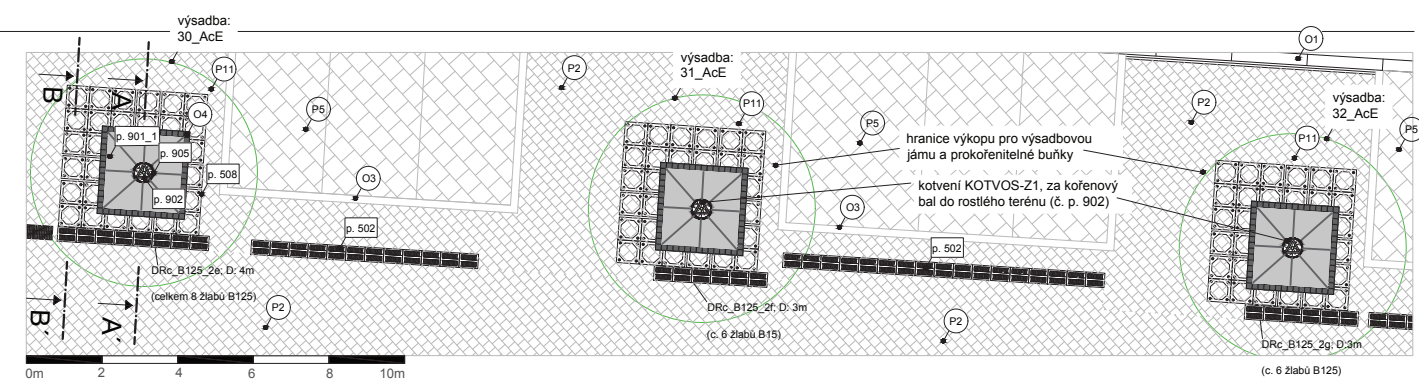 výsadba:
30_AcE
B
A
P11
O4
p. 901_1
p. 905
p. 508
p. 902
P5
O3
p. 502
DRc_B125_2e; D: 4m
(celkem 8 žlabů B125)
B´
A´
P2
0m 2 4 6 8 10m
P2
výsadba:
31_AcE
P11
P5
hranice výkopu pro výsadbovou
jámu a prokořenitelné buňky
kotvení KOTVOS-Z1, za kořenový
bal do rostlého terénu (č. p. 902)
O3
p. 502
DRc_B125_2f; D: 3m
(c. 6 žlabů B15)
P2
O1
P2
výsadba:
32_AcE
P11
P5
DRc_B125_2g; D:3m
(c. 6 žlabů B125)